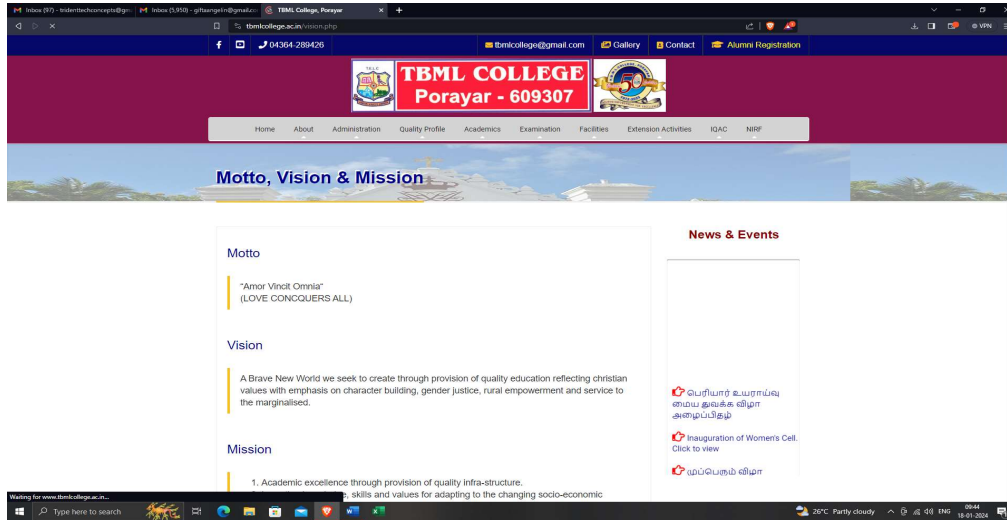 Inbox (97) - tridenttechconcepts@gm
Inbox (5,950) - giftsangelin@gmail.co
TBML College, Porayar
tbmlcollege.ac.in/vision.php
VPN
04364-289426
tbmlcollege@gmail.com
Gallery
Contact
Alumni Registration
TBML COLLEGE
Porayar - 609307
Home About Administration Quality Profile Academics Examination Facilities Extension Activities IQAC NIRF
Motto, Vision & Mission
Motto
"Amor Vincit Omnia"
(LOVE CONCQUERS ALL)
Vision
A Brave New World we seek to create through provision of quality education reflecting christian
values with emphasis on character building, gender justice, rural empowerment and service to
the marginalised.
Mission
1. Academic excellence through provision of quality infra-structure.
skills and values for adapting to the changing socio-economic
News & Events
பெரியார் உயராய்வு
மைய துவக்க விழா
அழைப்பிதழ்
Inauguration of Women's Cell.
Click to view
முப்பெரும் விழா
Waiting for www.tbmlcollege.ac.in...
Type here to search
26°C Partly cloudy
ENG
09:44
18-01-2024